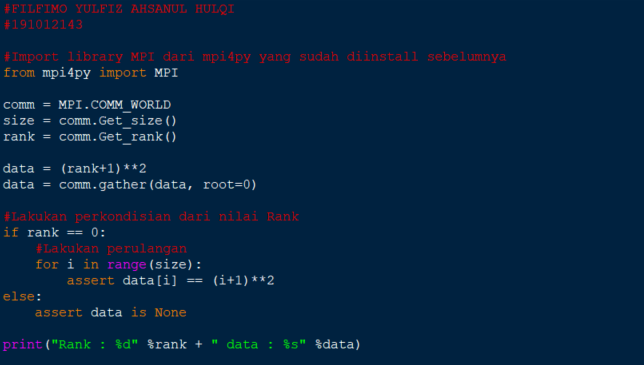 #FILFIMO YULFIZ AHSANUL HULQI
#191012143
#Import library MPI dari mpi4py yang sudah diinstall sebelumnya
from mpi4py import MPI
comm = MPI.COMM_WORLD
size = comm.Get_size()
rank = comm.Get_rank()
data = (rank+1)**2
data = comm.gather(data, root=0)
#Lakukan perkondisian dari nilai Rank
if rank == 0:
    #Lakukan perulangan
    for i in range(size):
        assert data[i] == (i+1)**2
else:
    assert data is None
print("Rank : %d" %rank + " data : %s" %data)